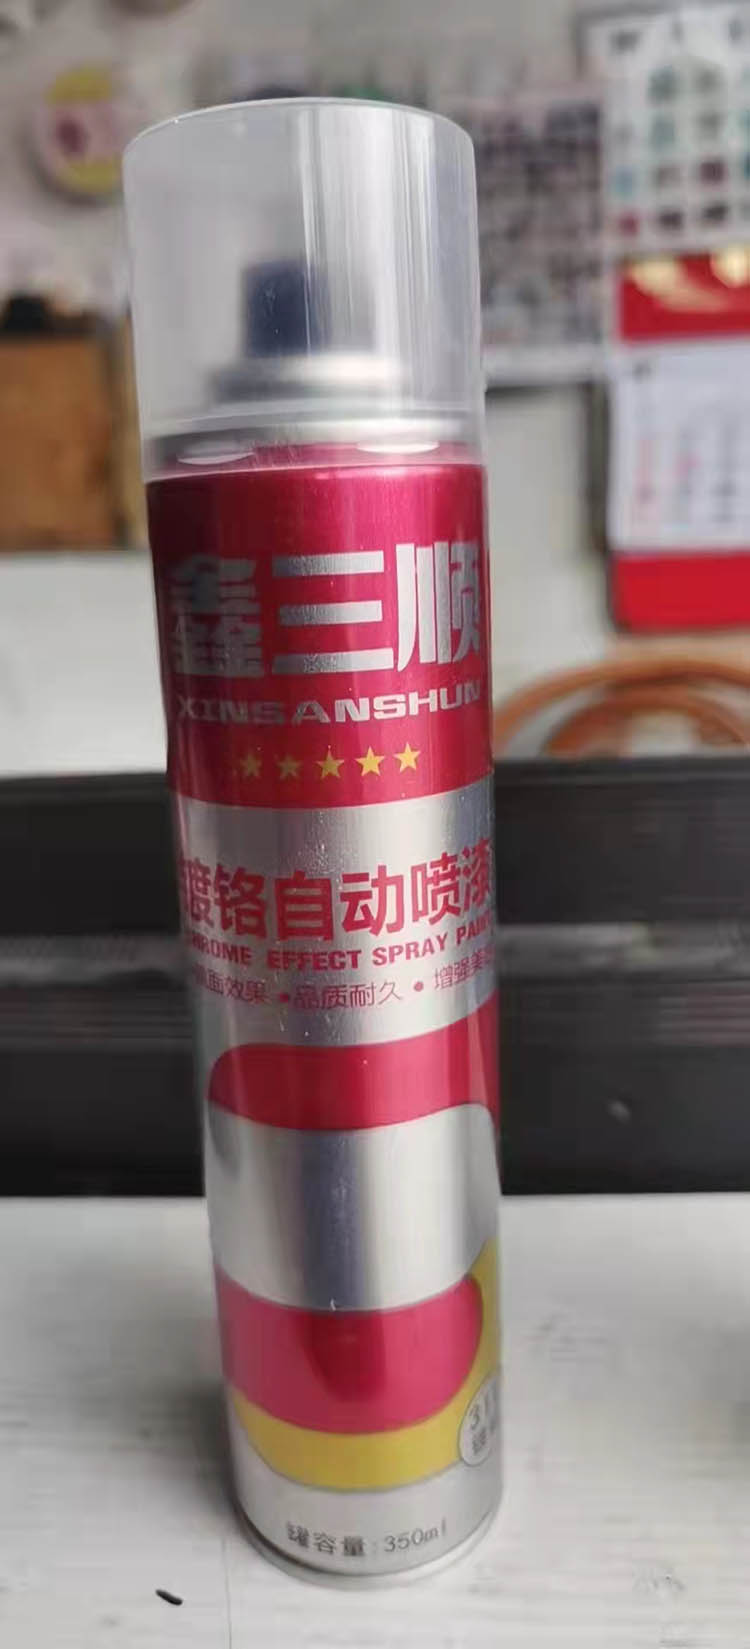 鑫三顺
XINSANSHUN
镀铬自动喷漆
CHROME EFFECT SPRAY PAINT
镜面效果 • 品质耐久 • 增强美
罐容量:350ml